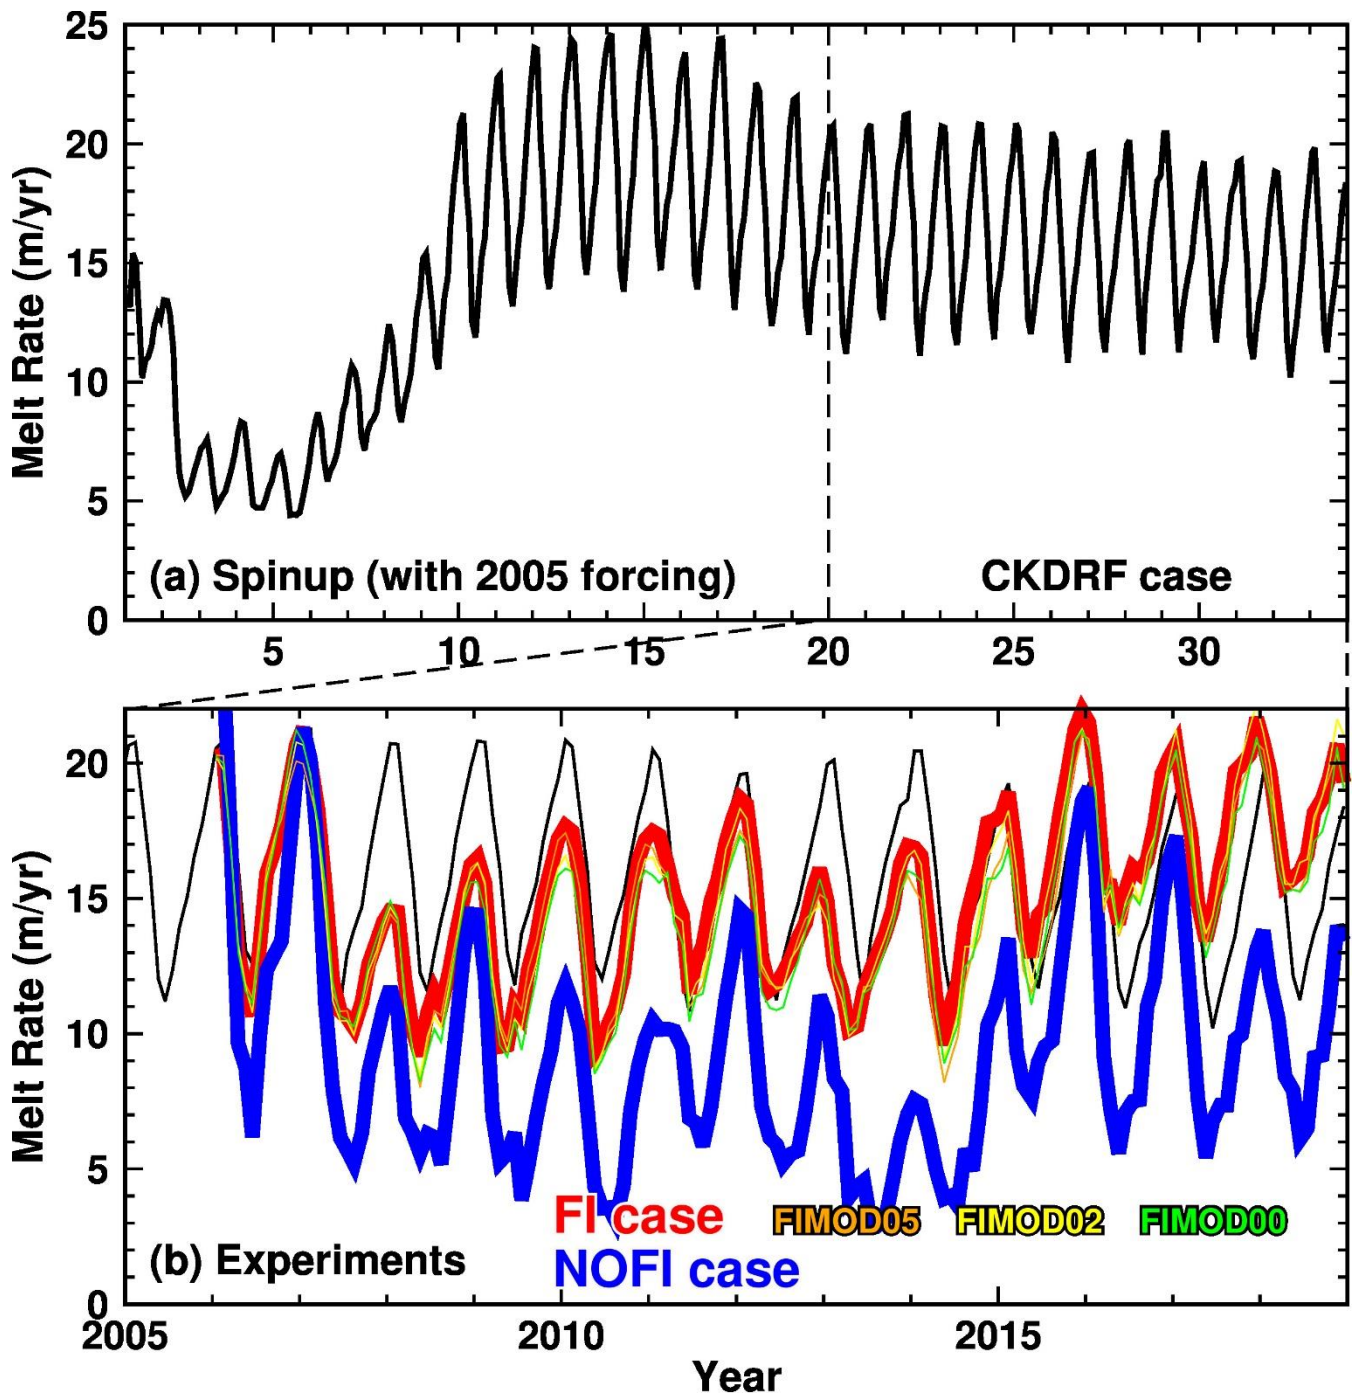 25
20
15
10
5
0
Melt Rate (m/yr)
(a) Spinup (with 2005 forcing)
CKDRF case
5 10 15 20 25 30
20
15
10
5
0
Melt Rate (m/yr)
FI case FIMOD05 FIMOD02 FIMOD00
(b) Experiments NOFI case
2005 2010 2015
Year